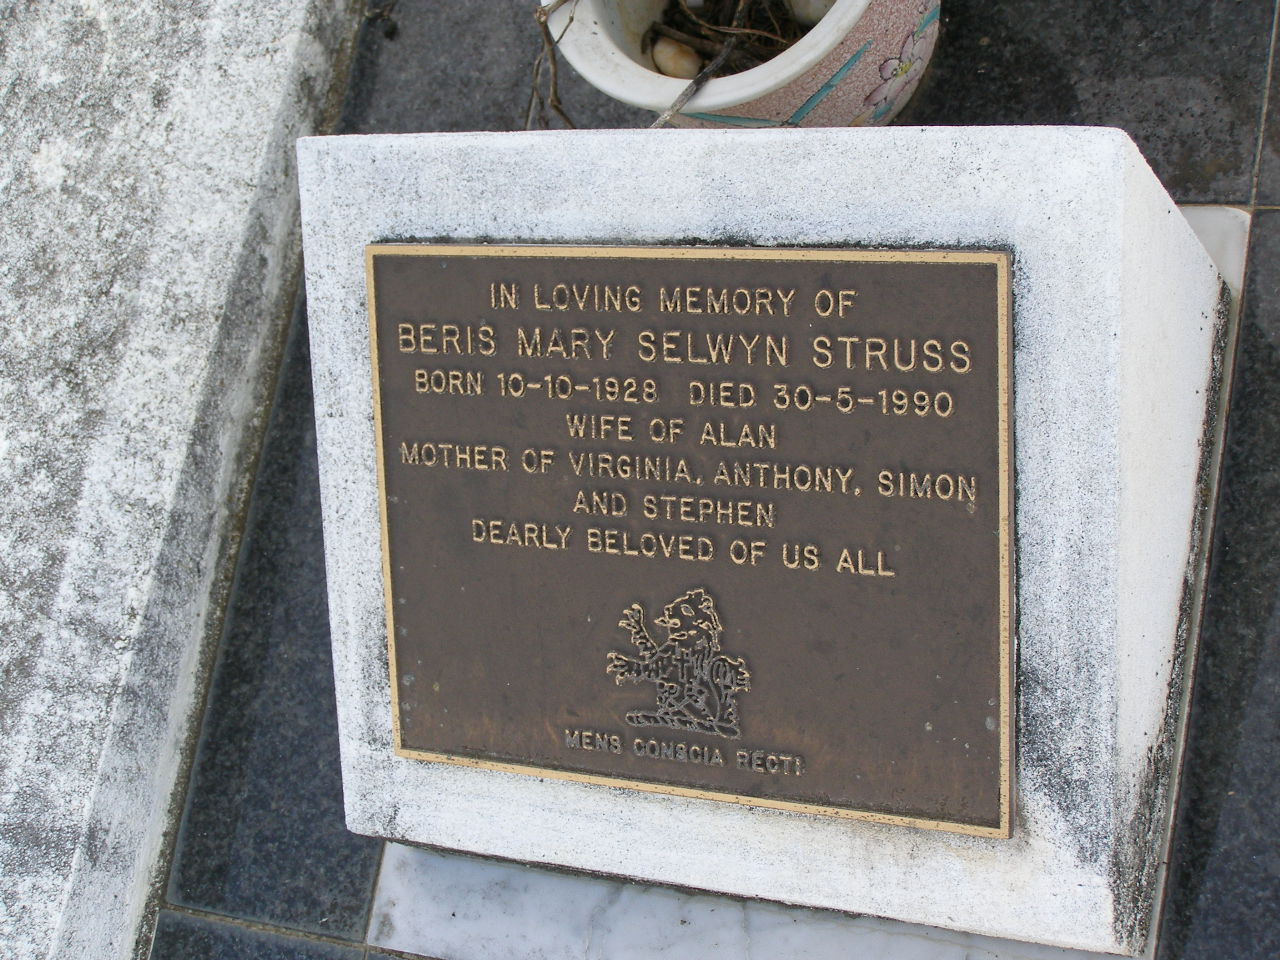 IN LOVING MEMORY OF
BERIS MARY SELWYN STRUSS
BORN 10-10-1928 DIED 30-5-1990
WIFE OF ALAN
MOTHER OF VIRGINIA, ANTHONY, SIMON
AND STEPHEN
DEARLY BELOVED OF US ALL
MENS CONSCIA RECTI